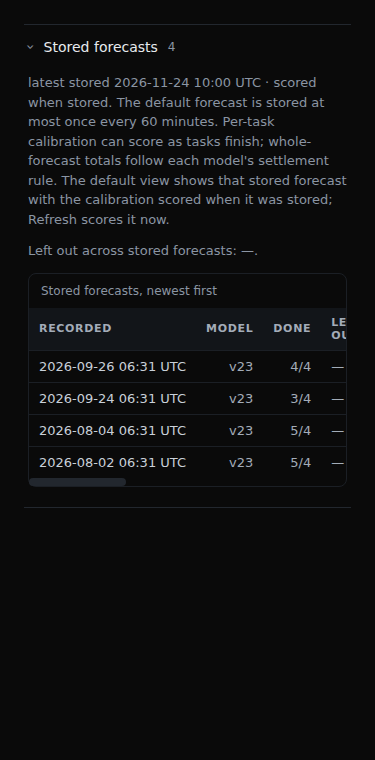 Stored forecasts 4
latest stored 2026-11-24 10:00 UTC · scored
when stored. The default forecast is stored at
most once every 60 minutes. Per-task
calibration can score as tasks finish; whole-
forecast totals follow each model's settlement
rule. The default view shows that stored forecast
with the calibration scored when it was stored;
Refresh scores it now.
Left out across stored forecasts: —.
Stored forecasts, newest first
RECORDED MODEL DONE LE
OU
2026-09-26 06:31 UTC v23 4/4 —
2026-09-24 06:31 UTC v23 3/4 —
2026-08-04 06:31 UTC v23 5/4 —
2026-08-02 06:31 UTC v23 5/4 —